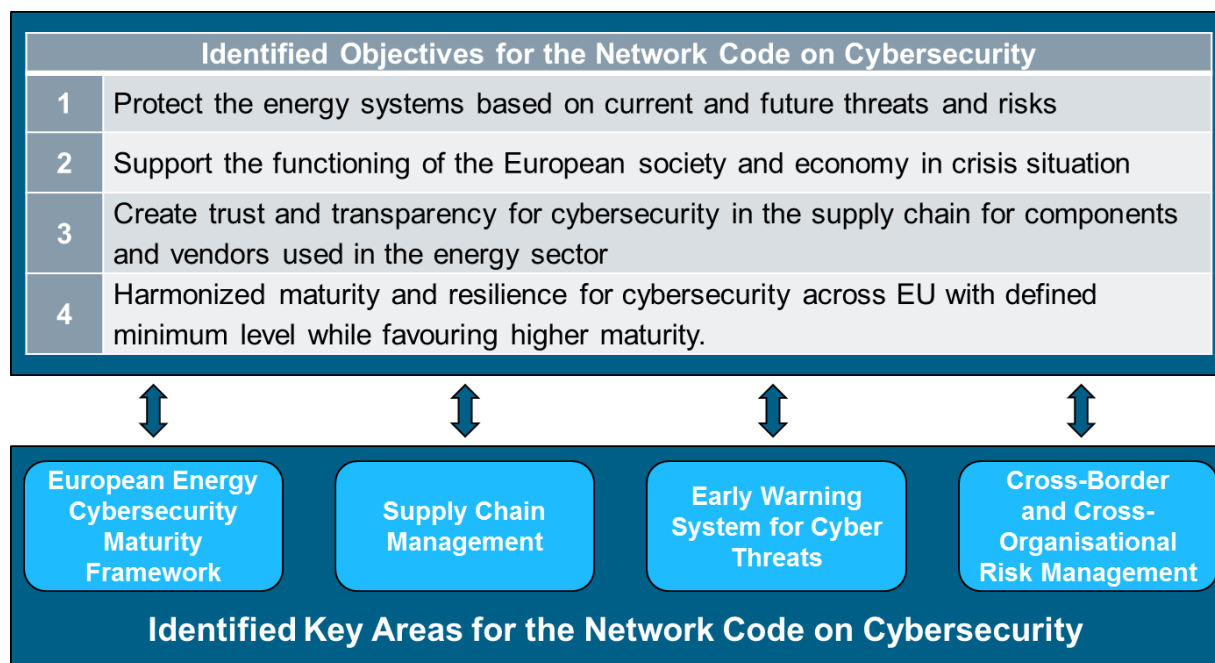 Identified Objectives for the Network Code on Cybersecurity
1 Protect the energy systems based on current and future threats and risks
2 Support the functioning of the European society and economy in crisis situation
3 Create trust and transparency for cybersecurity in the supply chain for components
and vendors used in the energy sector
4 Harmonized maturity and resilience for cybersecurity across EU with defined
minimum level while favouring higher maturity.
European Energy
Cybersecurity
Maturity
Framework
Supply Chain
Management
Early Warning
System for Cyber
Threats
Cross-Border
and Cross-
Organisational
Risk Management
Identified Key Areas for the Network Code on Cybersecurity